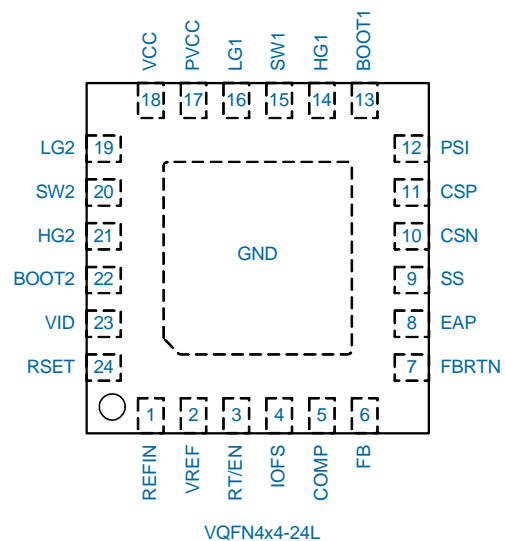 VCC
PVCC
LG1
SW1
HG1
BOOT1
18
17
16
15
14
13
LG2 19
SW2 20
HG2 21
BOOT2 22
VID 23
RSET 24
GND
12 PSI
11 CSP
10 CSN
9 SS
8 EAP
7 FBRTN
1
2
3
4
5
6
REFIN
VREF
RT/EN
IOFS
COMP
FB
VQFN4x4-24L